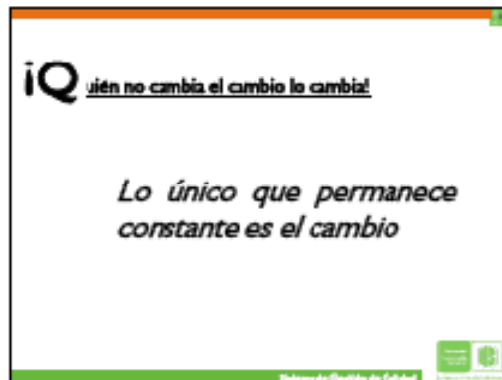 ¡Quién no cambia el cambio lo cambia!
Lo único que permanece
constante es el cambio